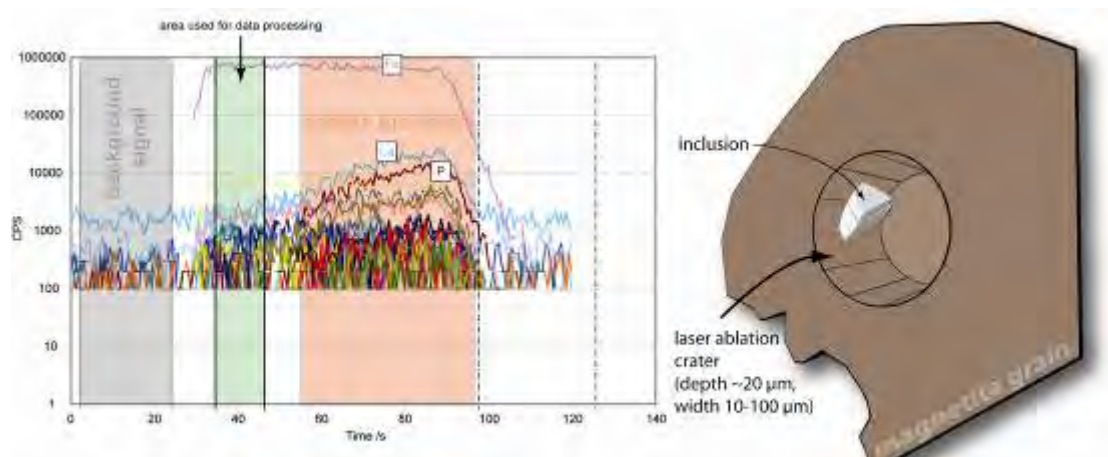 area used for data processing
1000000
100000
10000
1000
100
10
1
CPS
background
signal
Fe
Ca
P
0
20
40
60
80
100
120
140
Time /s
inclusion
laser ablation
crater
(depth ~20 µm,
width 10-100 µm)
magnetite grain